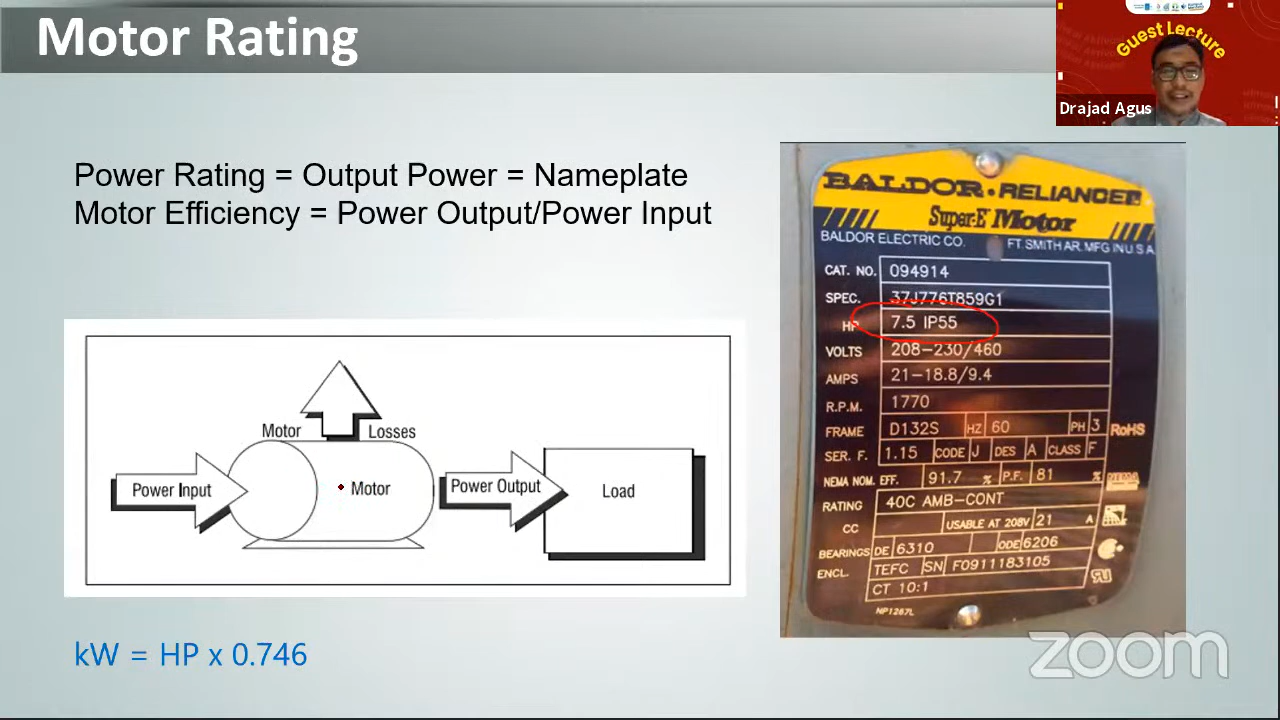 Motor Rating
Guest Lecture
Drajad Agus
Power Rating = Output Power = Nameplate
Motor Efficiency = Power Output/Power Input
BALDOR • RELIANCE
Super-E Motor
BALDOR ELECTRIC CO. FT. SMITH AR. MFG IN U.S.A.
CAT. NO. 094914
SPEC. 37J776T859G1
HP 7.5 IP55
VOLTS 208-230/460
AMPS 21-18.8/9.4
R.P.M. 1770
FRAME D132S HZ 60 PH 3 RoHS
SER. F. 1.15 CODE J DES A CLASS F
NEMA NOM. EFF. 91.7 % P.F. 81 %
RATING 40C AMB-CONT
CC USABLE AT 208V 21 A
BEARINGS DE 6310 ODE 6206
ENCL. TEFC SN F0911183105
CT 10:1
NP1267L
Motor Losses
Power Input
Motor
Power Output
Load
kW = HP x 0.746
zoom